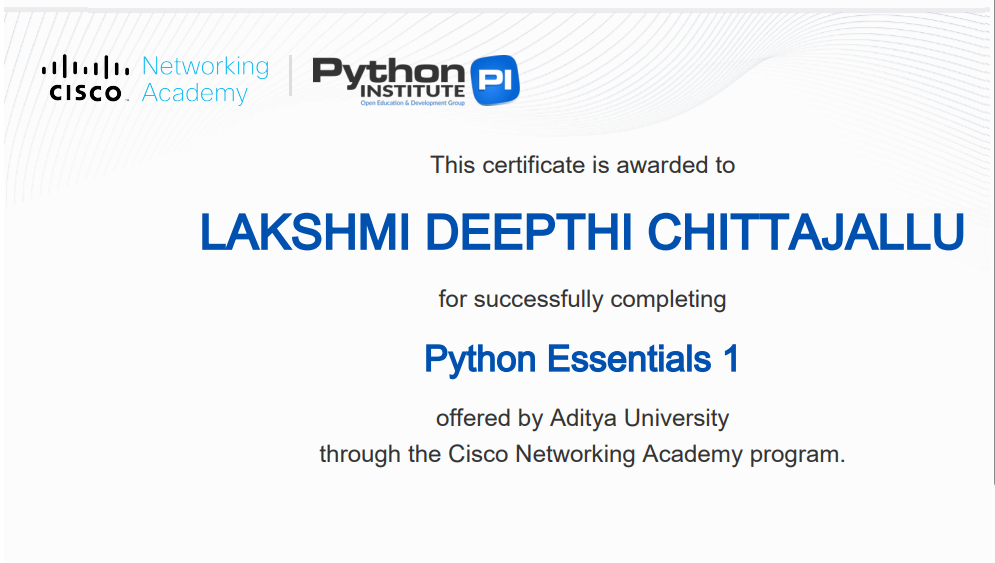 CISCO Networking Academy
Python INSTITUTE PI
Open Education & Development Group
This certificate is awarded to
LAKSHMI DEEPTHI CHITTAJALLU
for successfully completing
Python Essentials 1
offered by Aditya University
through the Cisco Networking Academy program.